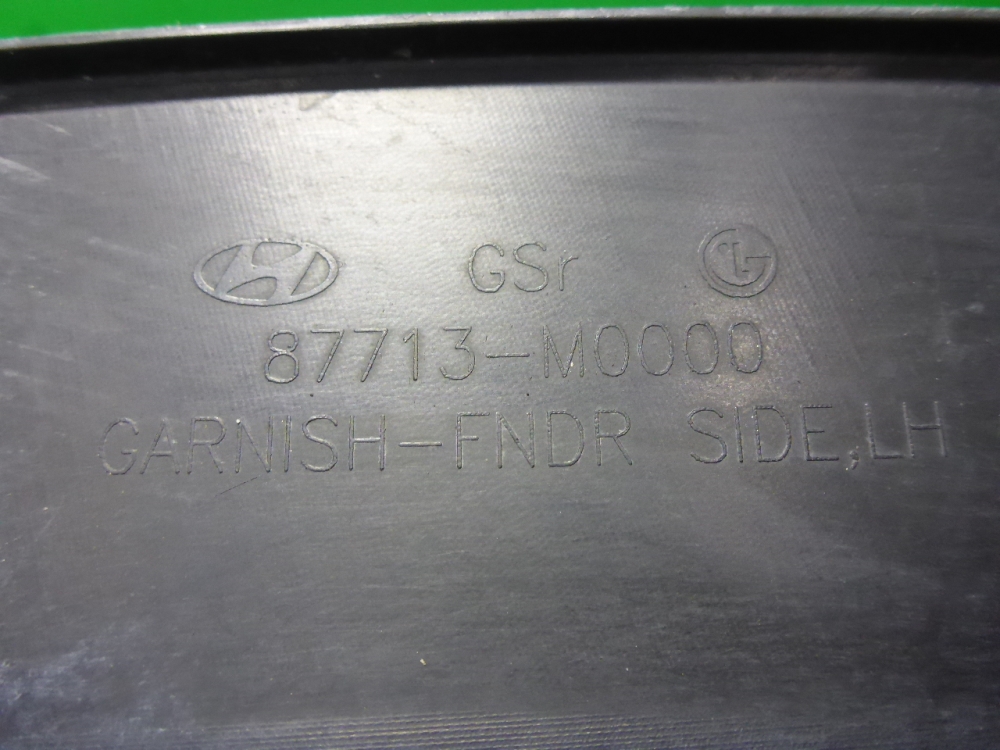 GSr
87713-M0000
GARNISH-FNDR SIDE,LH